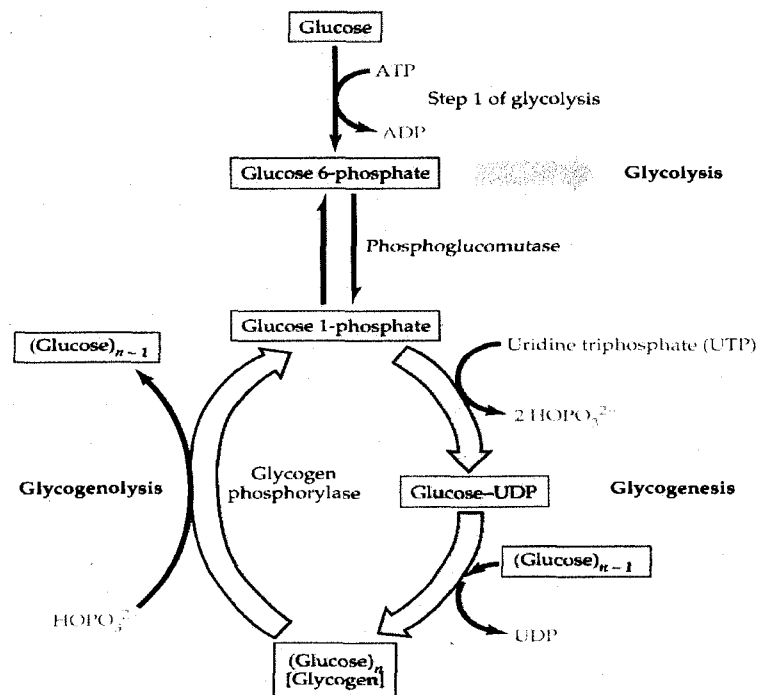 Glucose
ATP
Step 1 of glycolysis
ADP
Glucose 6-phosphate
Glycolysis
Phosphoglucomutase
Glucose 1-phosphate
(Glucose)n – 1
Uridine triphosphate (UTP)
2 HOPO₃²⁻
Glycogenolysis
Glycogen
phosphorylase
Glucose–UDP
Glycogenesis
(Glucose)n – 1
HOPO₃²⁻
UDP
(Glucose)n
[Glycogen]